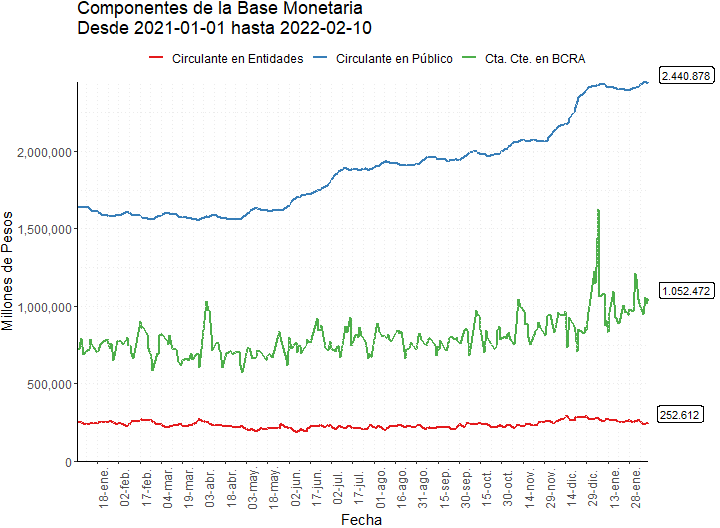 Componentes de la Base Monetaria
Desde 2021-01-01 hasta 2022-02-10
Circulante en Entidades Circulante en Público Cta. Cte. en BCRA
Millones de Pesos
2,000,000
1,500,000
1,000,000
500,000
0
2.440.878
1.052.472
252.612
18-ene.
02-feb.
17-feb.
04-mar.
19-mar.
03-abr.
18-abr.
03-may.
18-may.
02-jun.
17-jun.
02-jul.
17-jul.
01-ago.
16-ago.
31-ago.
15-sep.
30-sep.
15-oct.
30-oct.
14-nov.
29-nov.
14-dic.
29-dic.
13-ene.
28-ene.
Fecha